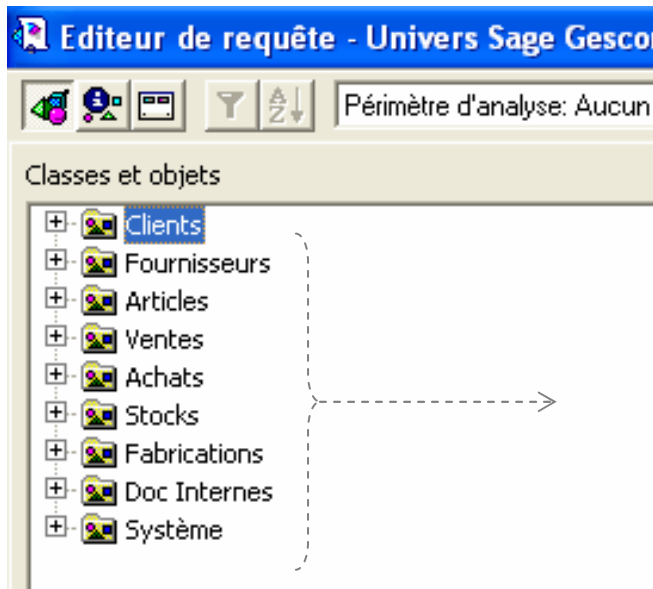 Editeur de requête - Univers Sage Gesco
Périmètre d'analyse: Aucun
Classes et objets
Clients
Fournisseurs
Articles
Ventes
Achats
Stocks
Fabrications
Doc Internes
Système